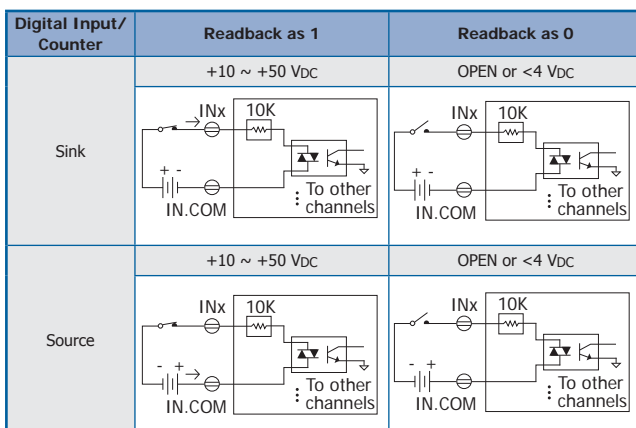 Digital Input/
Counter
Readback as 1
Readback as 0
Sink
+10 ~ +50 VDC
OPEN or <4 VDC
INx 10K
+ -
IN.COM
To other
channels
INx 10K
+ -
IN.COM
To other
channels
Source
+10 ~ +50 VDC
OPEN or <4 VDC
INx 10K
- +
IN.COM
To other
channels
INx 10K
- +
IN.COM
To other
channels